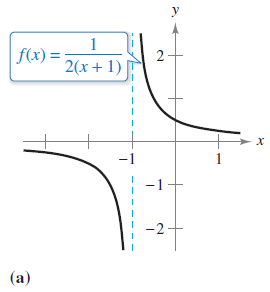 y
f(x) = 1/2(x + 1)
2
x
−1
1
−1
−2
(a)